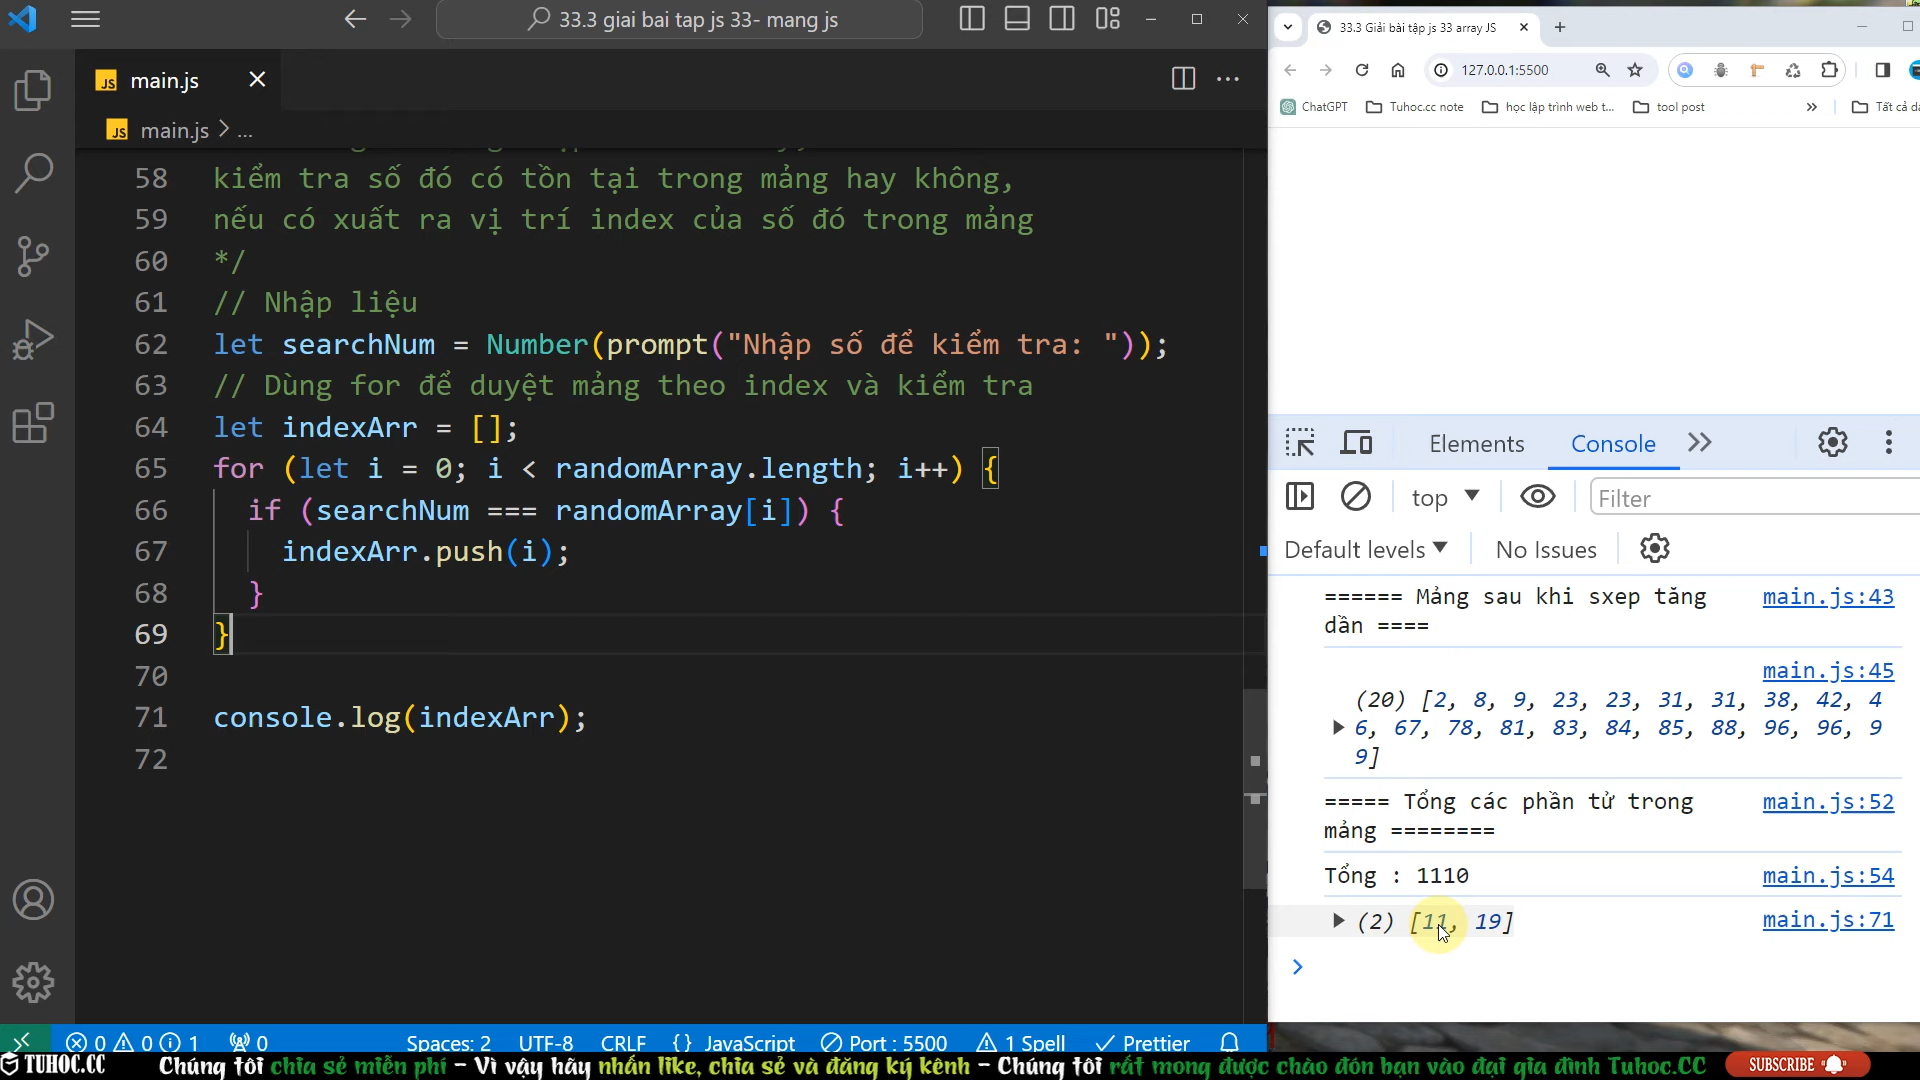 33.3 giai bai tap js 33- mang js
JS main.js
JS main.js > ...
58 kiểm tra số đó có tồn tại trong mảng hay không,
59 nếu có xuất ra vị trí index của số đó trong mảng
60 */
61 // Nhập liệu
62 let searchNum = Number(prompt("Nhập số để kiểm tra: "));
63 // Dùng for để duyệt mảng theo index và kiểm tra
64 let indexArr = [];
65 for (let i = 0; i < randomArray.length; i++) {
66 if (searchNum === randomArray[i]) {
67 indexArr.push(i);
68 }
69 }
70
71 console.log(indexArr);
72
0 0 1 0 Spaces: 2 UTF-8 CRLF {} JavaScript Port : 5500 1 Spell Prettier
33.3 Giải bài tập js 33 array JS
127.0.0.1:5500
ChatGPT Tuhoc.cc note học lập trình web t... tool post » Tất cả d
Elements Console
top Filter
Default levels No Issues
====== Mảng sau khi sxep tăng main.js:43
dần ====
main.js:45
(20) [2, 8, 9, 23, 23, 31, 31, 38, 42, 4
6, 67, 78, 81, 83, 84, 85, 88, 96, 96, 9
9]
===== Tổng các phần tử trong main.js:52
mảng ========
Tổng : 1110 main.js:54
(2) [11, 19] main.js:71
TUHOC.CC Chúng tôi chia sẻ miễn phí – Vì vậy hãy nhấn like, chia sẻ và đăng ký kênh – Chúng tôi rất mong được chào đón bạn vào đại gia đình Tuhoc.CC SUBSCRIBE